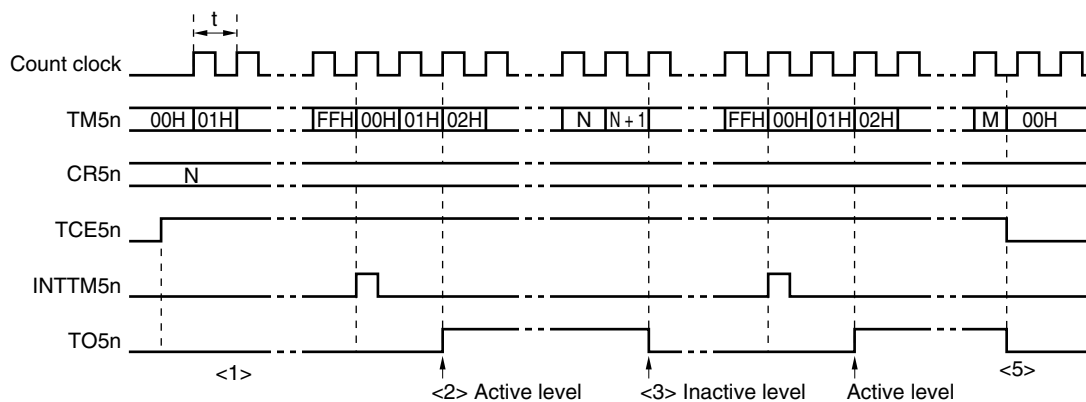 t
Count clock
TM5n 00H 01H FFH 00H 01H 02H N N + 1 FFH 00H 01H 02H M 00H
CR5n N
TCE5n
INTTM5n
TO5n
<1> <2> Active level <3> Inactive level Active level <5>